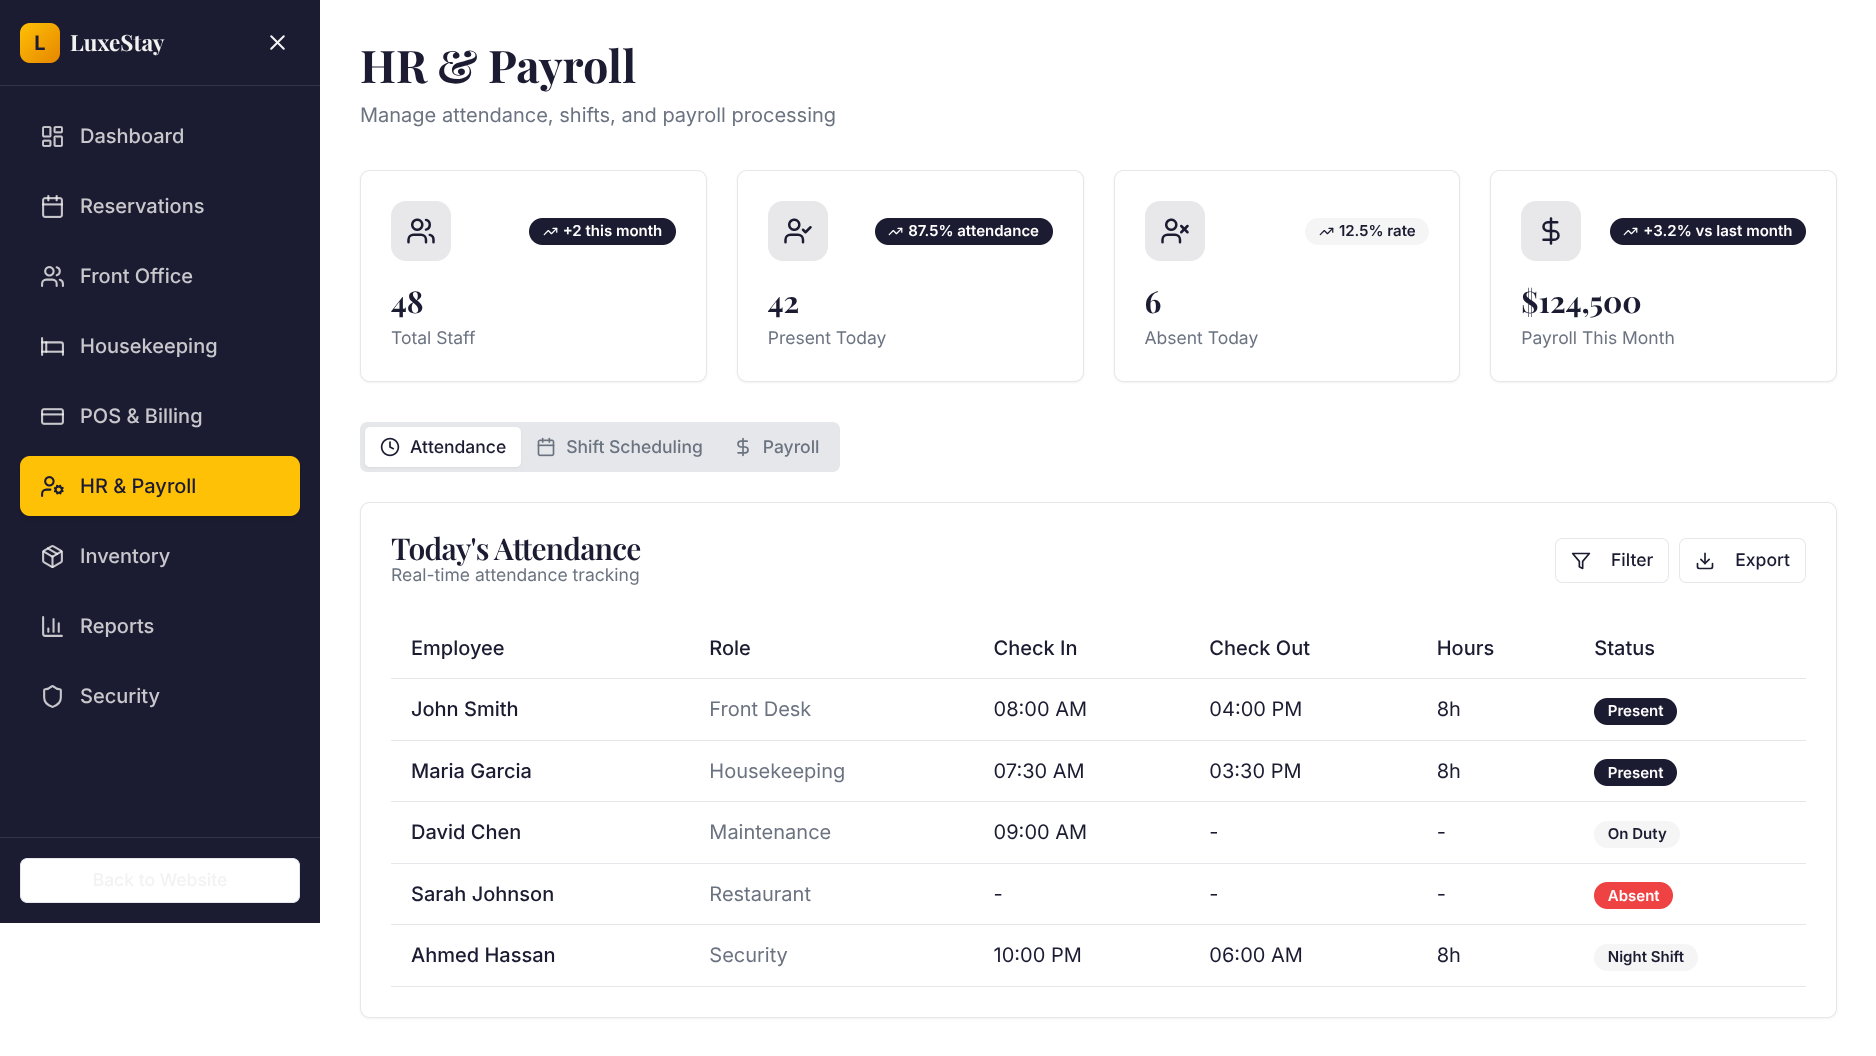 L LuxeStay
Dashboard
Reservations
Front Office
Housekeeping
POS & Billing
HR & Payroll
Inventory
Reports
Security
Back to Website
HR & Payroll
Manage attendance, shifts, and payroll processing
+2 this month
48
Total Staff
87.5% attendance
42
Present Today
12.5% rate
6
Absent Today
+3.2% vs last month
$124,500
Payroll This Month
Attendance Shift Scheduling Payroll
Today's Attendance
Real-time attendance tracking
Filter Export
Employee Role Check In Check Out Hours Status
John Smith Front Desk 08:00 AM 04:00 PM 8h Present
Maria Garcia Housekeeping 07:30 AM 03:30 PM 8h Present
David Chen Maintenance 09:00 AM - - On Duty
Sarah Johnson Restaurant - - - Absent
Ahmed Hassan Security 10:00 PM 06:00 AM 8h Night Shift